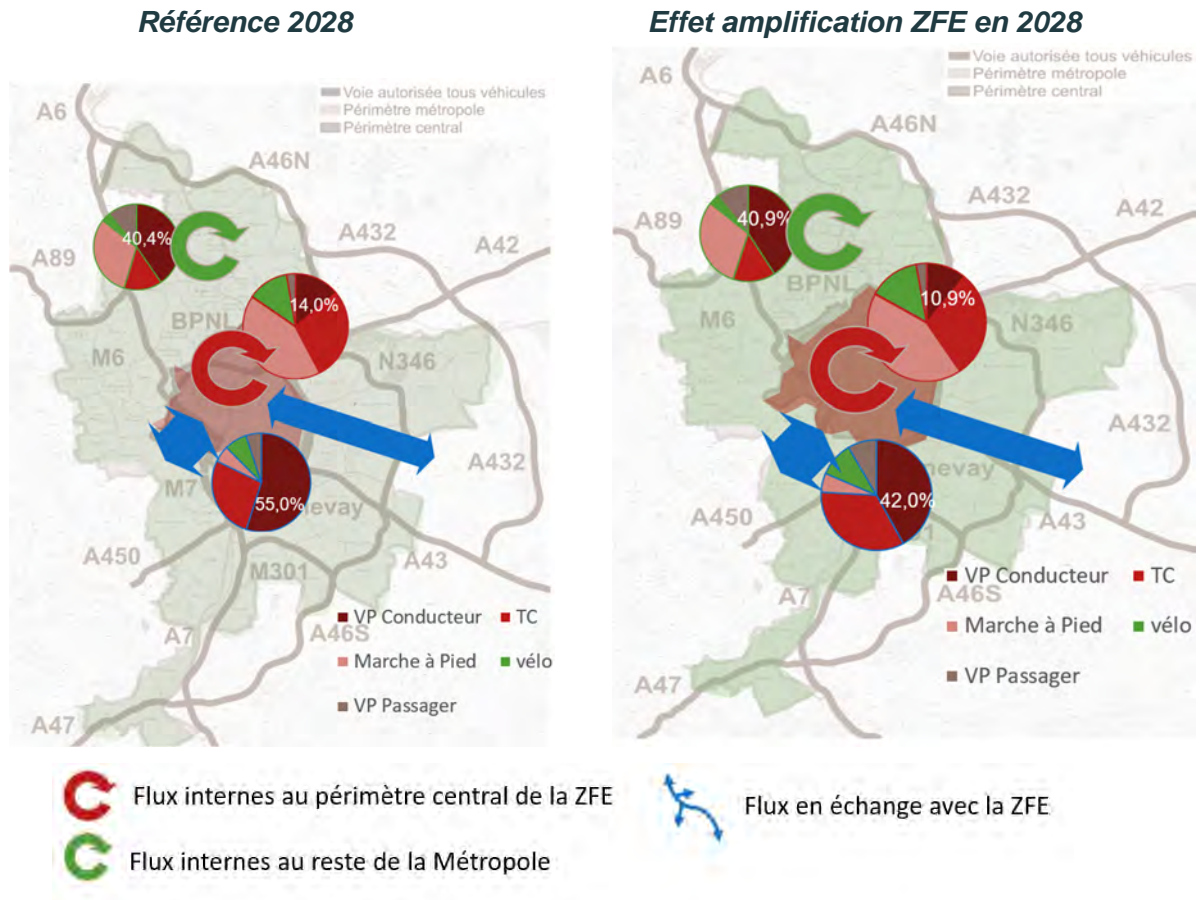 Référence 2028
Effet amplification ZFE en 2028
Voie autorisée tous véhicules
Périmètre métropole
Périmètre central
A6
A46N
A89
40,4%
A432
A42
14,0%
BPNL
M6
N346
A432
M7
55,0%
nevay
A450
A43
M301
A7
A46S
VP Conducteur
TC
Marche à Pied
vélo
VP Passager
A47
Voie autorisée tous véhicules
Périmètre métropole
Périmètre central
A6
A46N
A89
40,9%
A432
A42
BPNL
10,9%
M6
N346
A432
nevay
42,0%
A450
1
A43
A7
A46S
VP Conducteur
TC
Marche à Pied
vélo
VP Passager
A47
Flux internes au périmètre central de la ZFE
Flux en échange avec la ZFE
Flux internes au reste de la Métropole